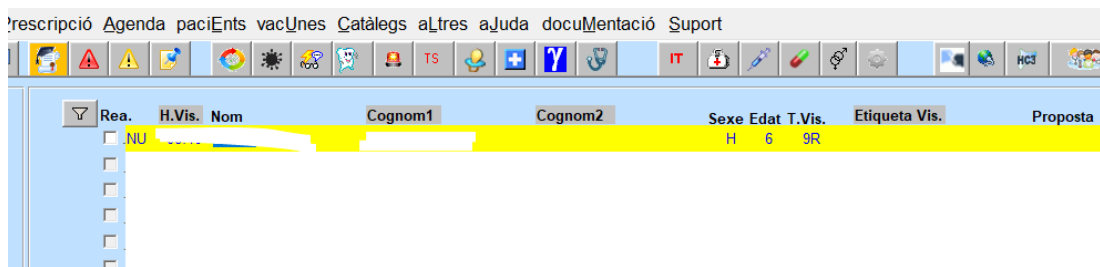 Prescripció Agenda paciEnts vacUnes Catàlegs aLtres aJuda docuMentació Suport
TS IT HC3
Rea. H.Vis. Nom Cognom1 Cognom2 Sexe Edat T.Vis. Etiqueta Vis. Proposta
.NU H 6 9R